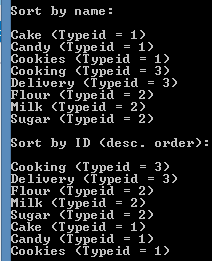 Sort by name:
Cake (Typeid = 1)
Candy (Typeid = 1)
Cookies (Typeid = 1)
Cooking (Typeid = 3)
Delivery (Typeid = 3)
Flour (Typeid = 2)
Milk (Typeid = 2)
Sugar (Typeid = 2)
Sort by ID (desc. order):
Cooking (Typeid = 3)
Delivery (Typeid = 3)
Flour (Typeid = 2)
Milk (Typeid = 2)
Sugar (Typeid = 2)
Cake (Typeid = 1)
Candy (Typeid = 1)
Cookies (Typeid = 1)